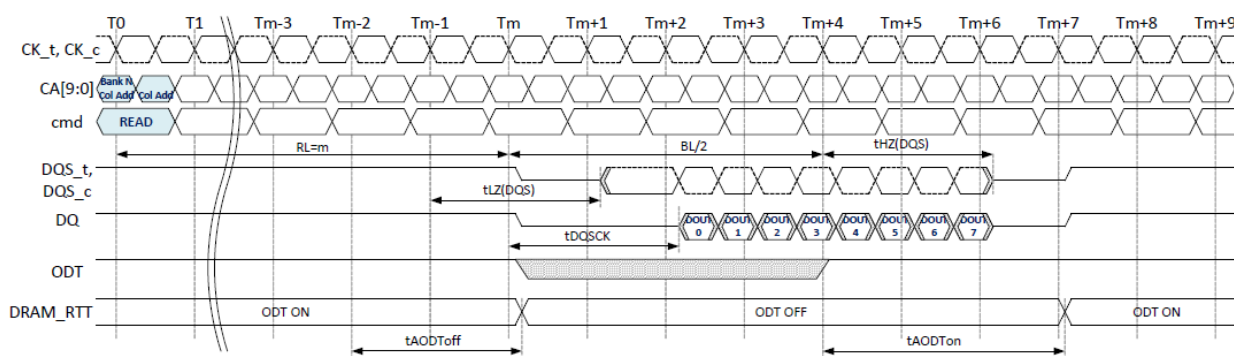 T0 T1 Tm-3 Tm-2 Tm-1 Tm Tm+1 Tm+2 Tm+3 Tm+4 Tm+5 Tm+6 Tm+7 Tm+8 Tm+9
CK_t, CK_c
CA[9:0] Bank N Col Add Col Add
cmd READ
RL=m BL/2 tHZ(DQS)
DQS_t, DQS_c
tLZ(DQS)
DQ DOUT 0 DOUT 1 DOUT 2 DOUT 3 DOUT 4 DOUT 5 DOUT 6 DOUT 7
tDQSCK
ODT
DRAM_RTT ODT ON ODT OFF ODT ON
tAODToff tAODTon